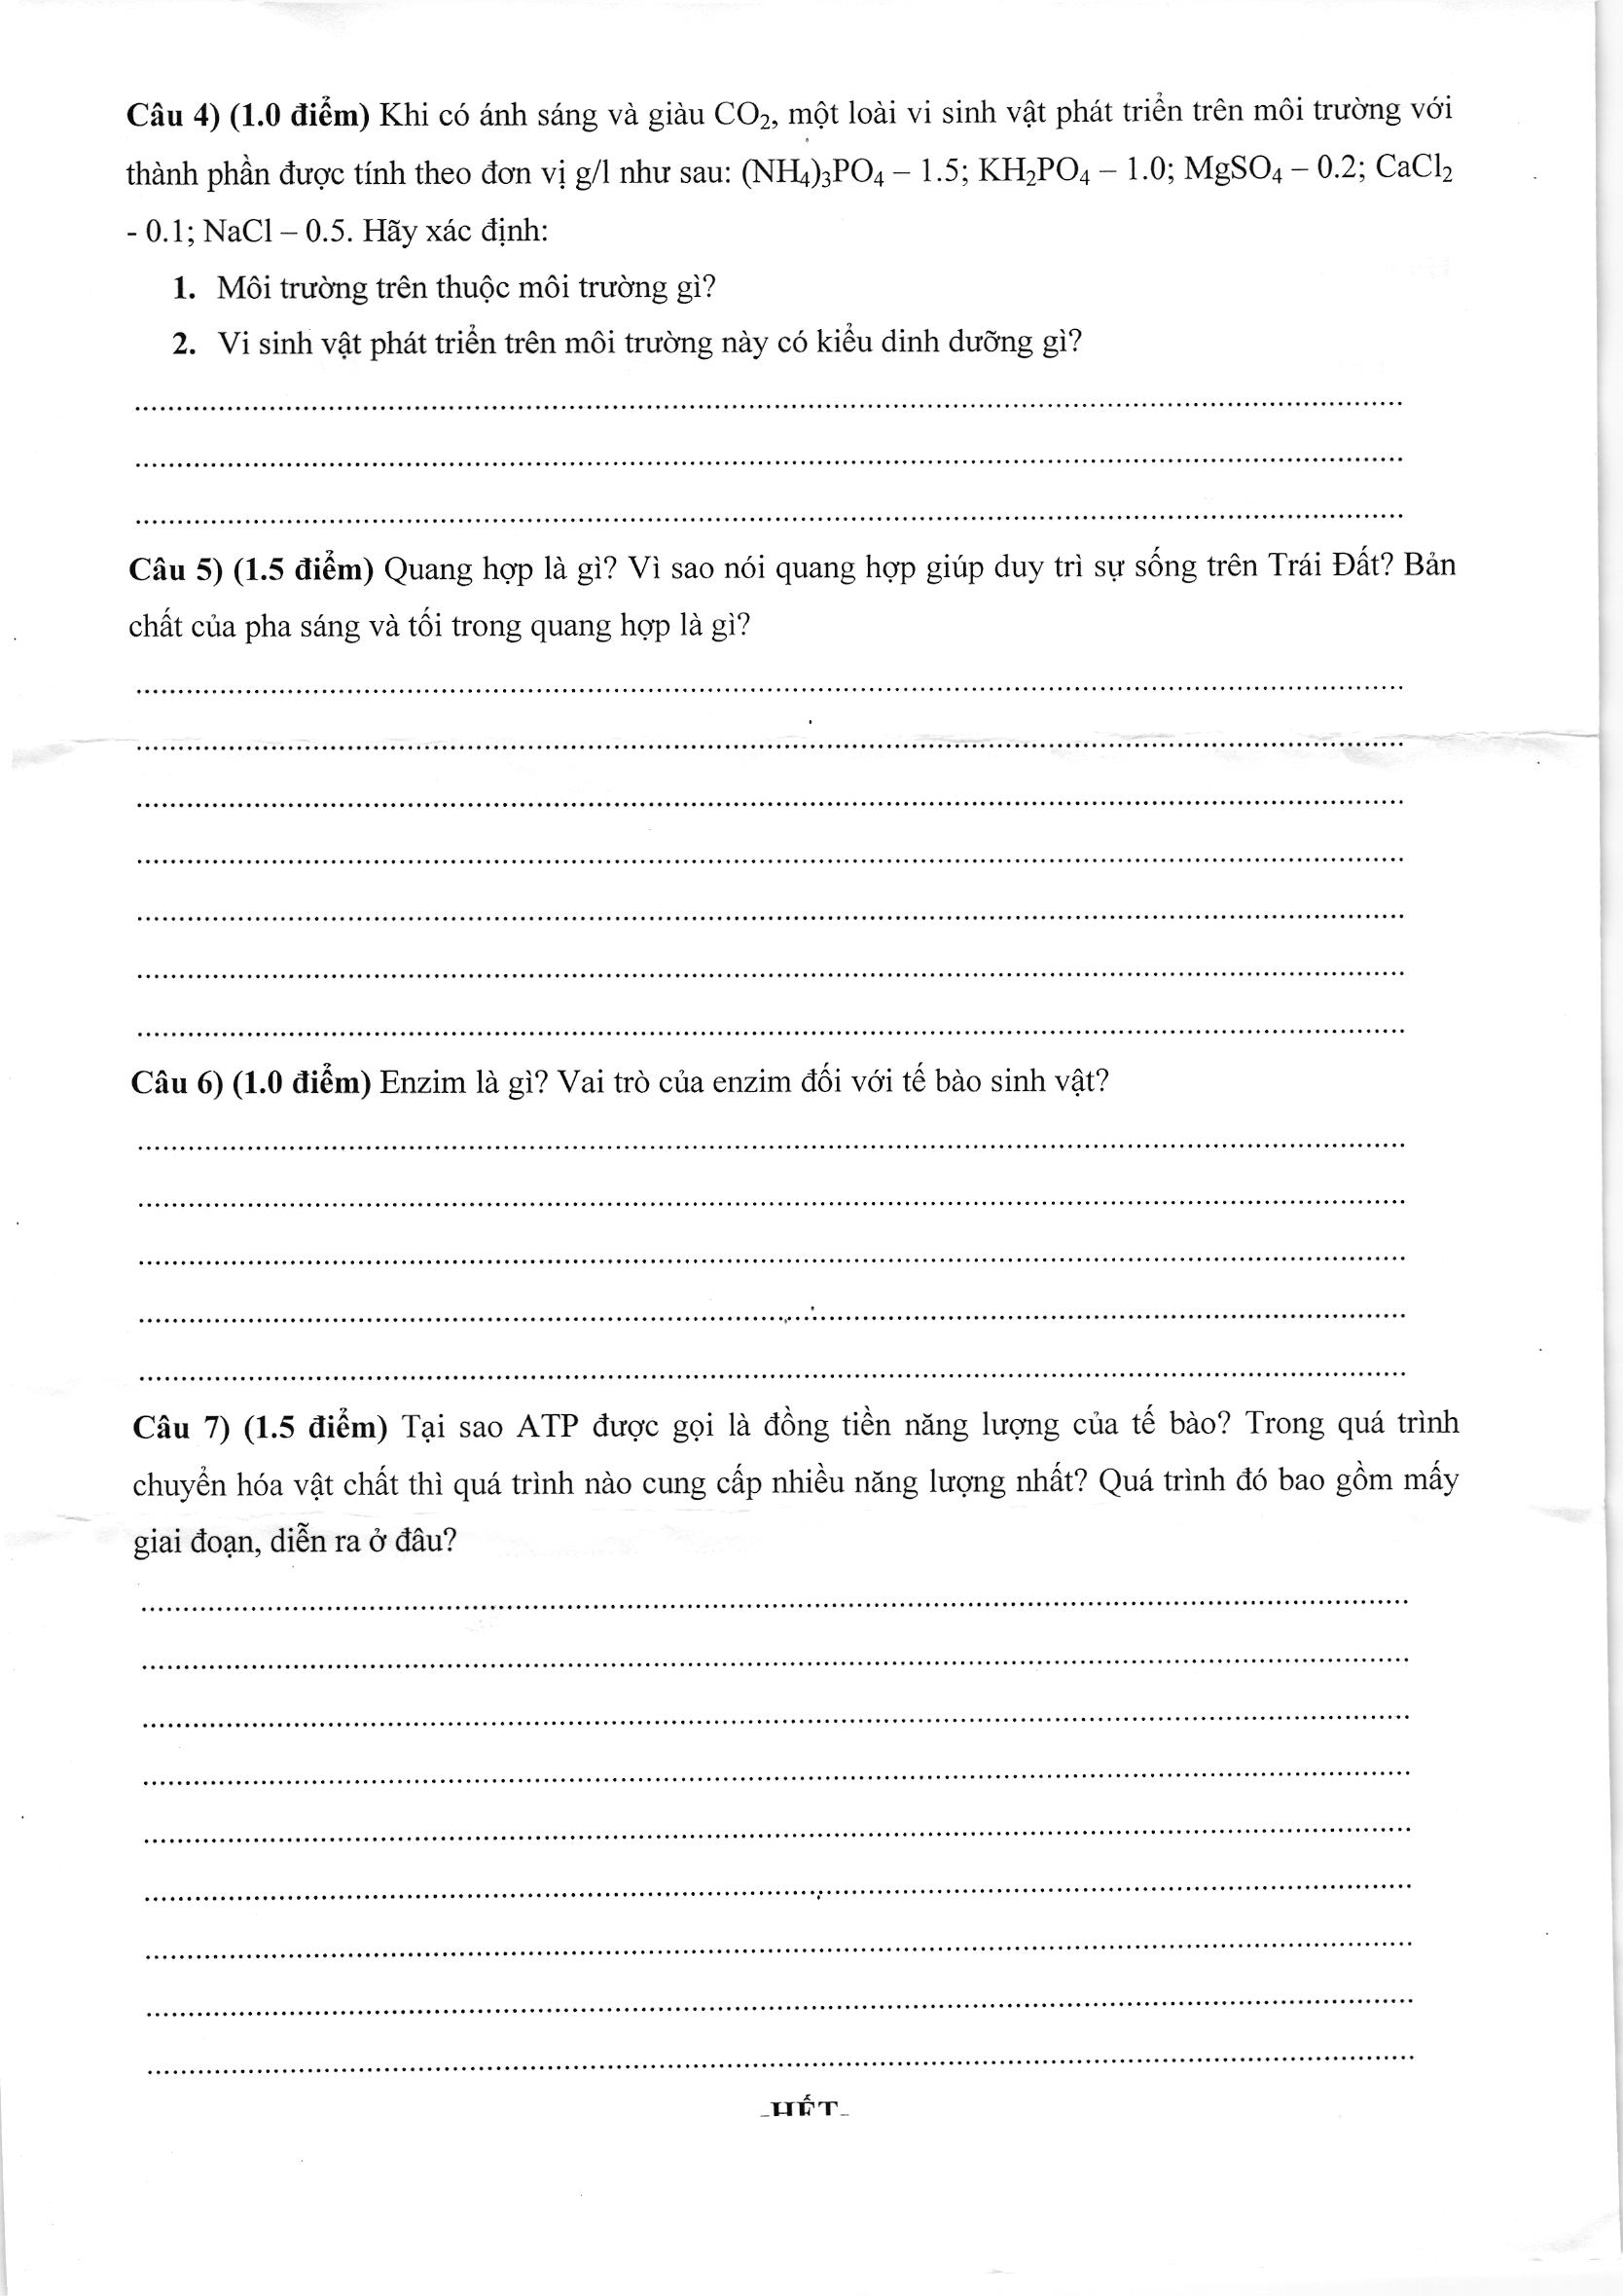 Câu 4) (1.0 điểm) Khi có ánh sáng và giàu CO₂, một loài vi sinh vật phát triển trên môi trường với
thành phần được tính theo đơn vị g/l như sau: (NH₄)₃PO₄ – 1.5; KH₂PO₄ – 1.0; MgSO₄ – 0.2; CaCl₂
- 0.1; NaCl – 0.5. Hãy xác định:
1. Môi trường trên thuộc môi trường gì?
2. Vi sinh vật phát triển trên môi trường này có kiểu dinh dưỡng gì?
Câu 5) (1.5 điểm) Quang hợp là gì? Vì sao nói quang hợp giúp duy trì sự sống trên Trái Đất? Bản
chất của pha sáng và tối trong quang hợp là gì?
Câu 6) (1.0 điểm) Enzim là gì? Vai trò của enzim đối với tế bào sinh vật?
Câu 7) (1.5 điểm) Tại sao ATP được gọi là đồng tiền năng lượng của tế bào? Trong quá trình
chuyển hóa vật chất thì quá trình nào cung cấp nhiều năng lượng nhất? Quá trình đó bao gồm mấy
giai đoạn, diễn ra ở đâu?
_HẾT_